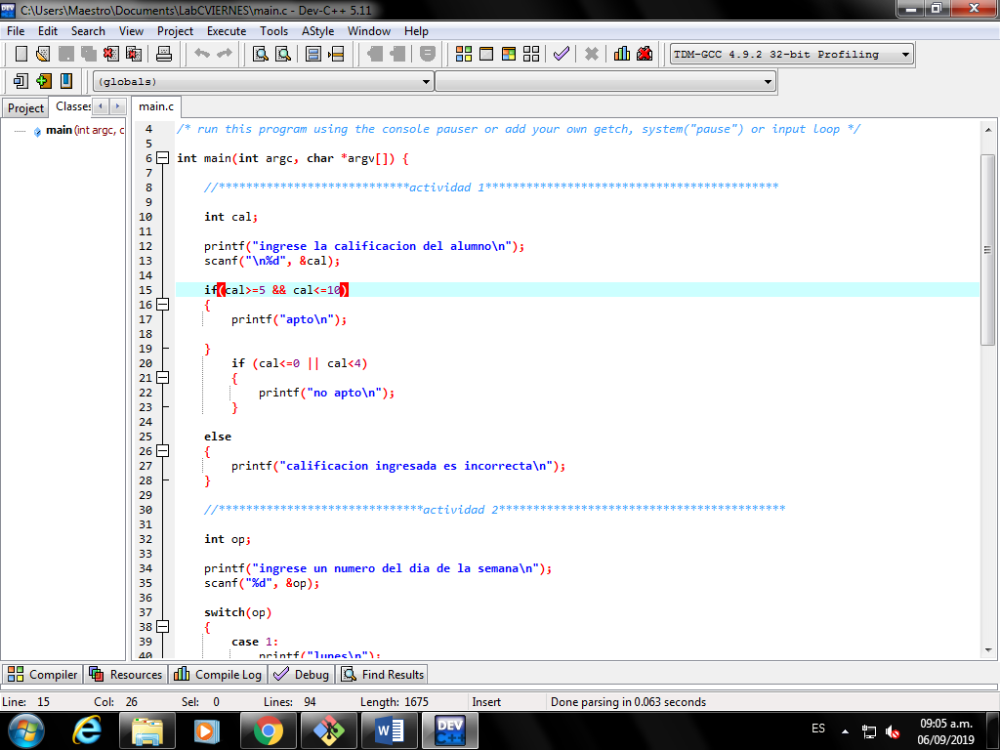 C:\Users\Maestro\Documents\LabCVIERNES\main.c - Dev-C++ 5.11
File Edit Search View Project Execute Tools AStyle Window Help
TDM-GCC 4.9.2 32-bit Profiling
(globals)
Project Classes main.c
main (int argc, c
4 /* run this program using the console pauser or add your own getch, system("pause") or input loop */
5
6 int main(int argc, char *argv[]) {
7
8 //****************************actividad 1*******************************************
9
10 int cal;
11
12 printf("ingrese la calificacion del alumno\n");
13 scanf("\n%d", &cal);
14
15 if(cal>=5 && cal<=10)
16 {
17 printf("apto\n");
18
19 }
20 if (cal<=0 || cal<4)
21 {
22 printf("no apto\n");
23 }
24
25 else
26 {
27 printf("calificacion ingresada es incorrecta\n");
28 }
29
30 //******************************actividad 2******************************************
31
32 int op;
33
34 printf("ingrese un numero del dia de la semana\n");
35 scanf("%d", &op);
36
37 switch(op)
38 {
39 case 1:
40 printf("lunes\n");
Compiler Resources Compile Log Debug Find Results
Line: 15 Col: 26 Sel: 0 Lines: 94 Length: 1675 Insert Done parsing in 0.063 seconds
DEV C++
ES
09:05 a.m.
06/09/2019